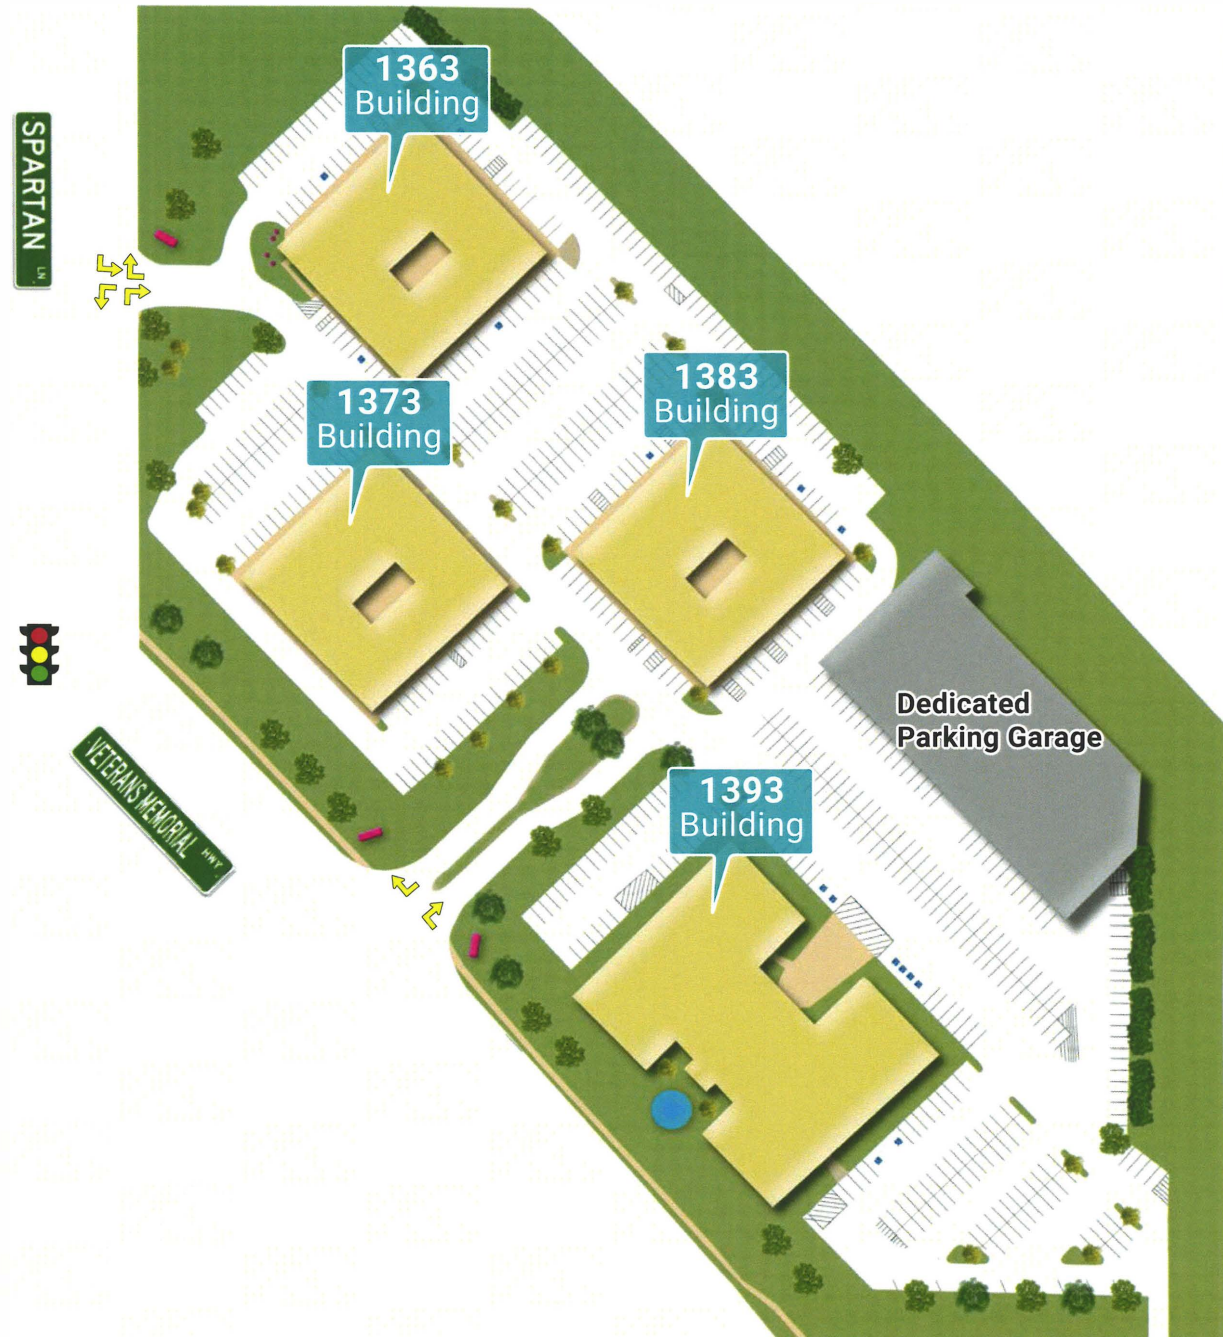 1363
Building
SPARTAN LN
1383
Building
1373
Building
Dedicated
Parking Garage
VETERANS MEMORIAL HWY
1393
Building